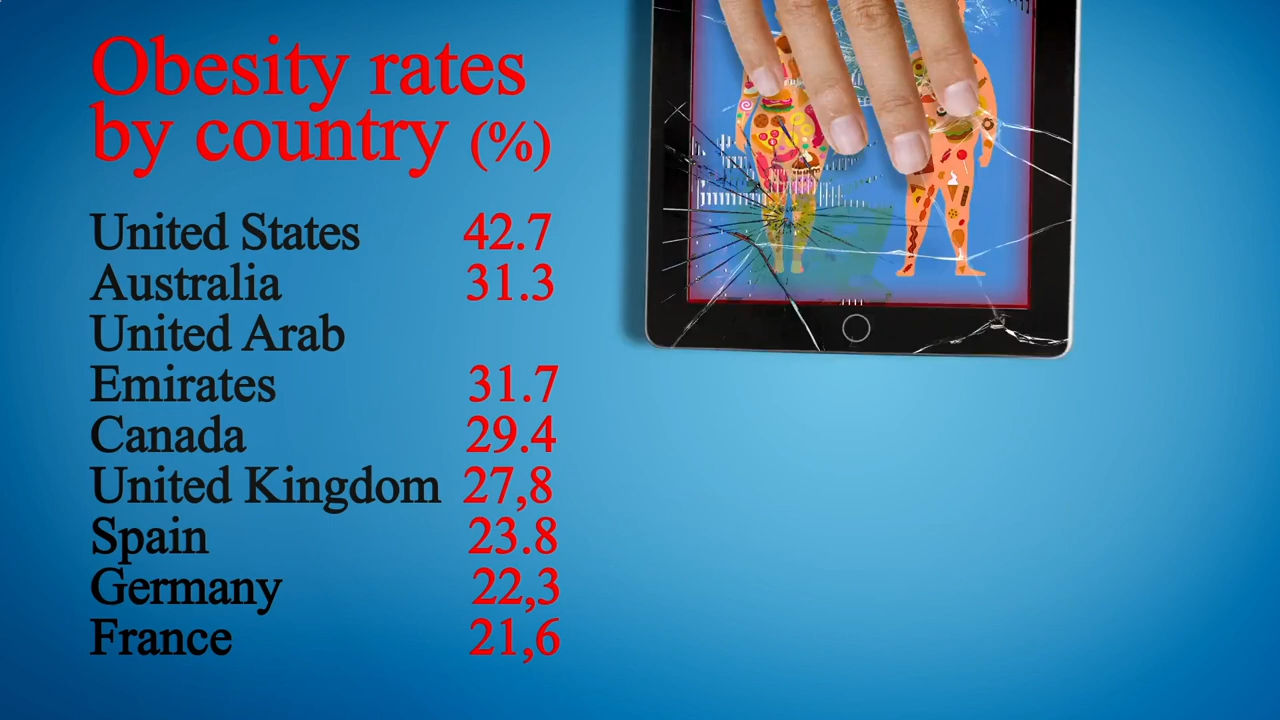 Obesity rates
by country (%)
United States 42.7
Australia 31.3
United Arab
Emirates 31.7
Canada 29.4
United Kingdom 27,8
Spain 23.8
Germany 22,3
France 21,6